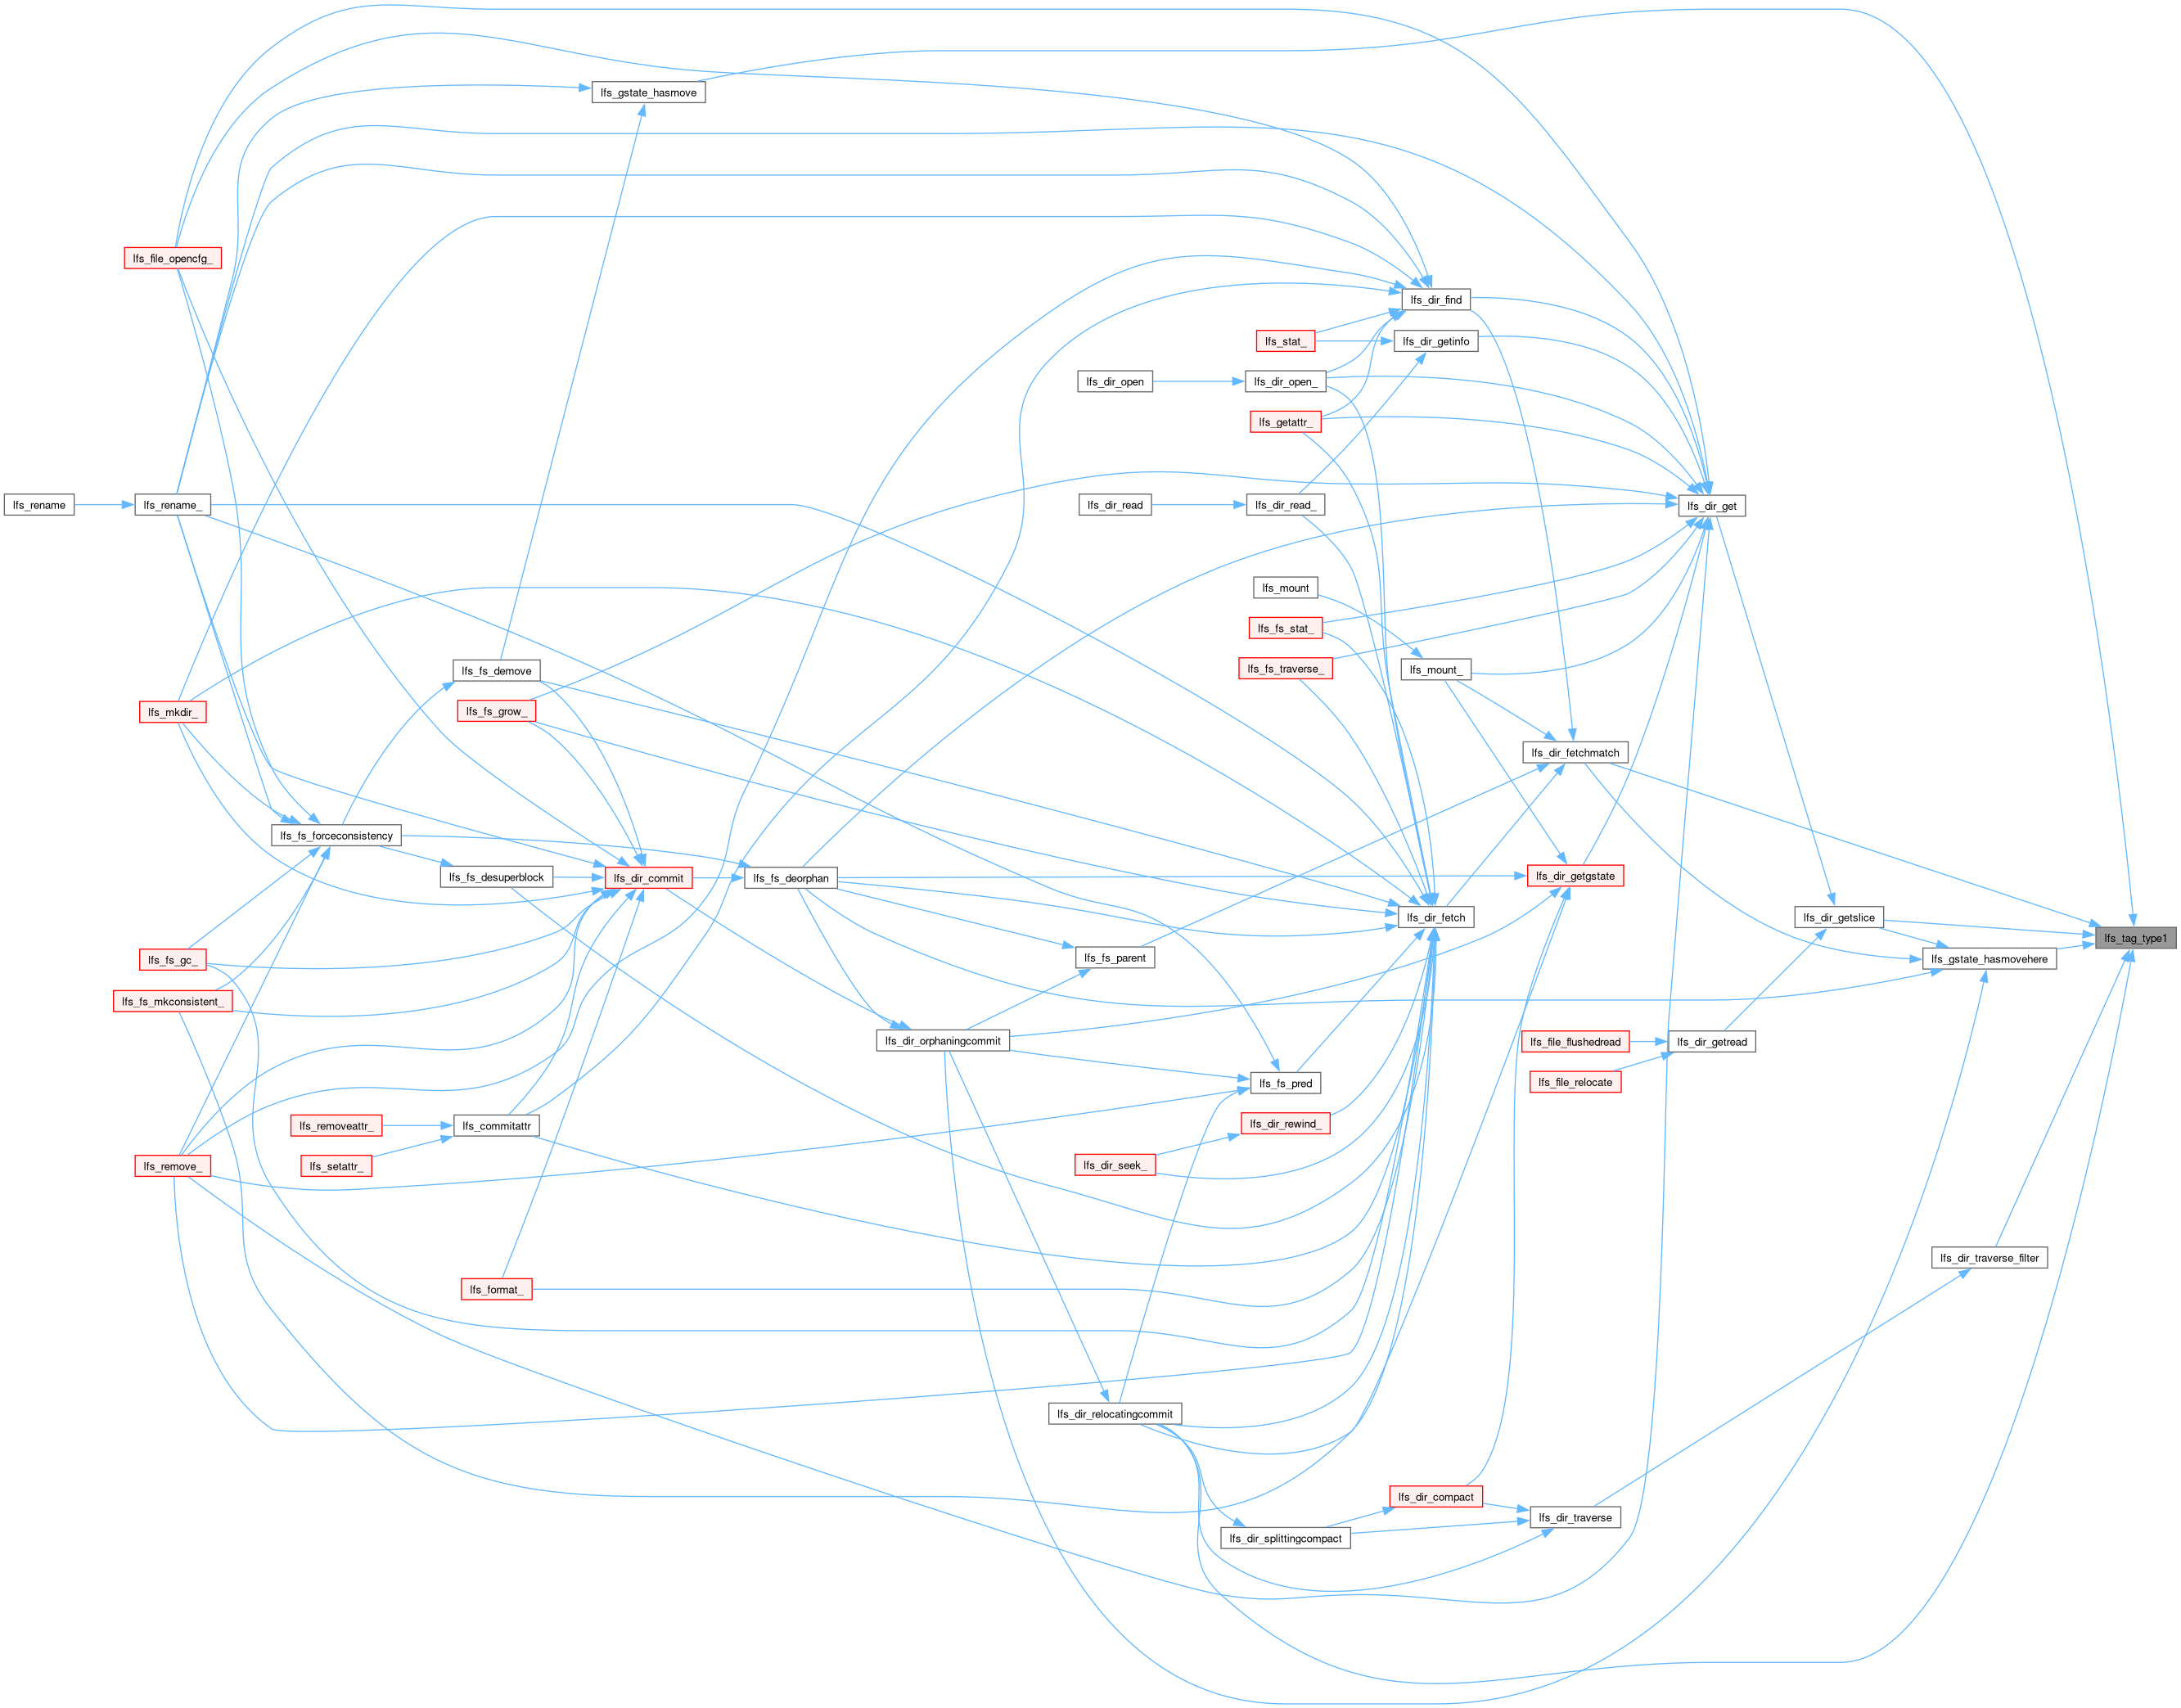 lfs_gstate_hasmove
lfs_file_opencfg_
lfs_dir_find
lfs_stat_
lfs_dir_getinfo
lfs_dir_open
lfs_dir_open_
lfs_getattr_
lfs_rename
lfs_rename_
lfs_dir_read
lfs_dir_read_
lfs_dir_get
lfs_mount
lfs_fs_stat_
lfs_fs_demove
lfs_fs_traverse_
lfs_mount_
lfs_mkdir_
lfs_fs_grow_
lfs_dir_fetchmatch
lfs_fs_forceconsistency
lfs_fs_desuperblock
lfs_dir_commit
lfs_fs_deorphan
lfs_dir_getgstate
lfs_dir_fetch
lfs_dir_getslice
lfs_tag_type1
lfs_fs_gc_
lfs_fs_parent
lfs_gstate_hasmovehere
lfs_fs_mkconsistent_
lfs_dir_orphaningcommit
lfs_file_flushedread
lfs_dir_getread
lfs_file_relocate
lfs_fs_pred
lfs_removeattr_
lfs_commitattr
lfs_dir_rewind_
lfs_remove_
lfs_setattr_
lfs_dir_seek_
lfs_dir_traverse_filter
lfs_format_
lfs_dir_relocatingcommit
lfs_dir_compact
lfs_dir_traverse
lfs_dir_splittingcompact